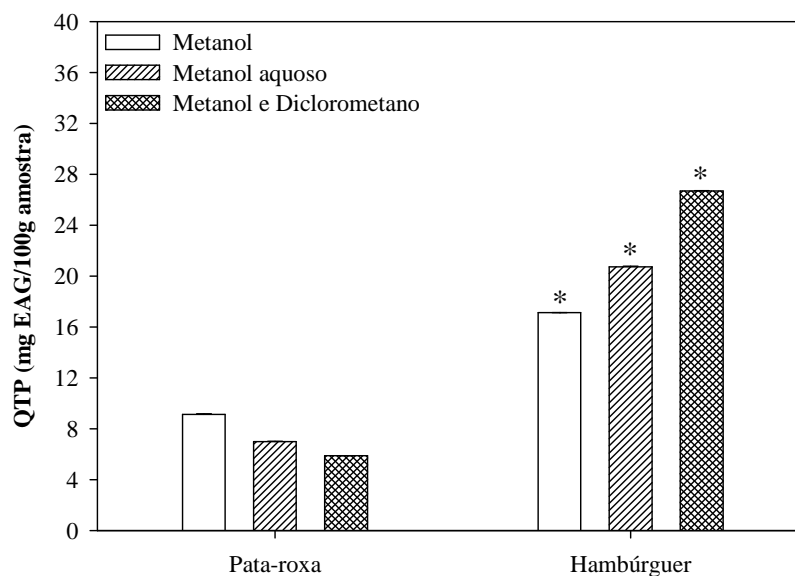 Metanol
Metanol aquoso
Metanol e Diclorometano
QTP (mg EAG/100g amostra)
40
36
32
28
24
20
16
12
8
4
0
*
*
*
Pata-roxa
Hambúrguer